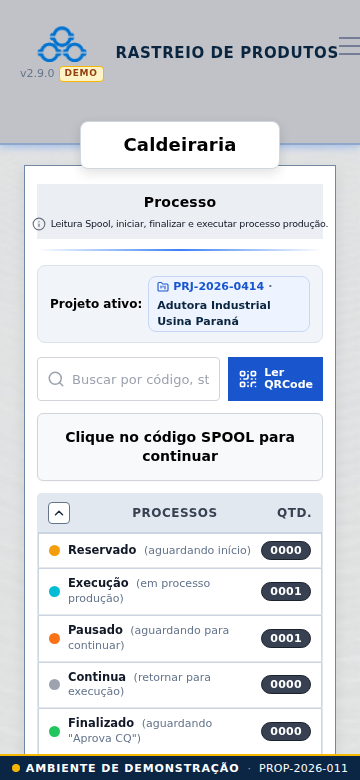 RASTREIO DE PRODUTOS
v2.9.0 DEMO
Caldeiraria
Processo
Leitura Spool, iniciar, finalizar e executar processo produção.
Projeto ativo:
PRJ-2026-0414 ·
Adutora Industrial
Usina Paraná
Buscar por código, st
Ler
QRCode
Clique no código SPOOL para
continuar
PROCESSOS QTD.
Reservado (aguardando início) 0000
Execução (em processo
produção) 0001
Pausado (aguardando para
continuar) 0001
Continua (retornar para
execução) 0000
Finalizado (aguardando
"Aprova CQ") 0000
AMBIENTE DE DEMONSTRAÇÃO · PROP-2026-011